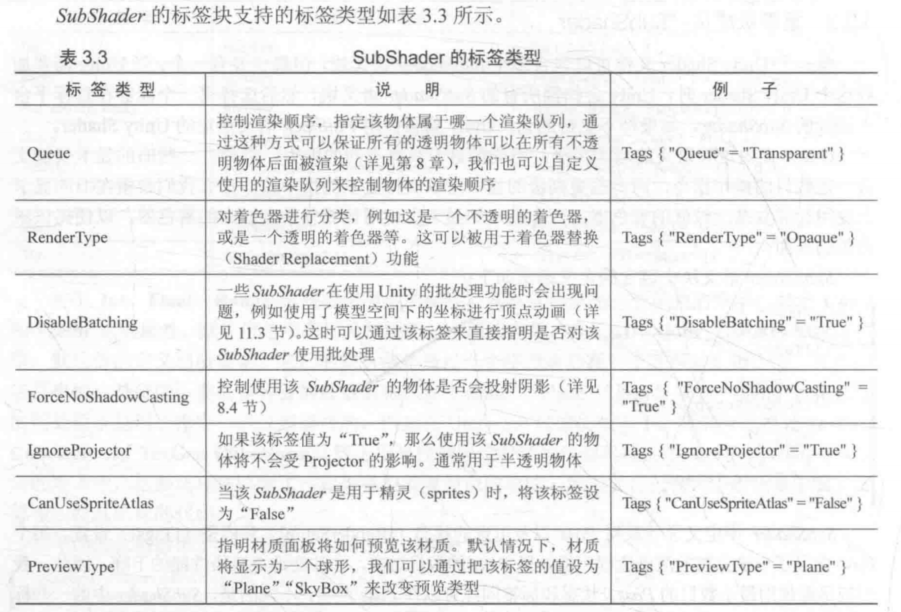 SubShader 的标签块支持的标签类型如表 3.3 所示。
表 3.3 SubShader 的标签类型
标 签 类 型 说 明 例 子
Queue
控制渲染顺序，指定该物体属于哪一个渲染队列，通
过这种方式可以保证所有的透明物体可以在所有不透
明物体后面被渲染（详见第 8 章），我们也可以自定义
使用的渲染队列来控制物体的渲染顺序
Tags { "Queue" = "Transparent" }
RenderType
对着色器进行分类，例如这是一个不透明的着色器，
或是一个透明的着色器等。这可以被用于着色器替换
（Shader Replacement）功能
Tags { "RenderType" = "Opaque" }
DisableBatching
一些 SubShader 在使用 Unity 的批处理功能时会出现问
题，例如使用了模型空间下的坐标进行顶点动画（详
见 11.3 节）。这时可以通过该标签来直接指明是否对该
SubShader 使用批处理
Tags { "DisableBatching" = "True" }
ForceNoShadowCasting
控制使用该 SubShader 的物体是否会投射阴影（详见
8.4 节）
Tags { "ForceNoShadowCasting" =
"True" }
IgnoreProjector
如果该标签值为“True”，那么使用该 SubShader 的物
体将不会受 Projector 的影响。通常用于半透明物体
Tags { "IgnoreProjector" = "True" }
CanUseSpriteAtlas
当该 SubShader 是用于精灵（sprites）时，将该标签设
为“False”
Tags { "CanUseSpriteAtlas" = "False" }
PreviewType
指明材质面板将如何预览该材质。默认情况下，材质
将显示为一个球形，我们可以通过把该标签的值设为
“Plane”“SkyBox”来改变预览类型
Tags { "PreviewType" = "Plane" }